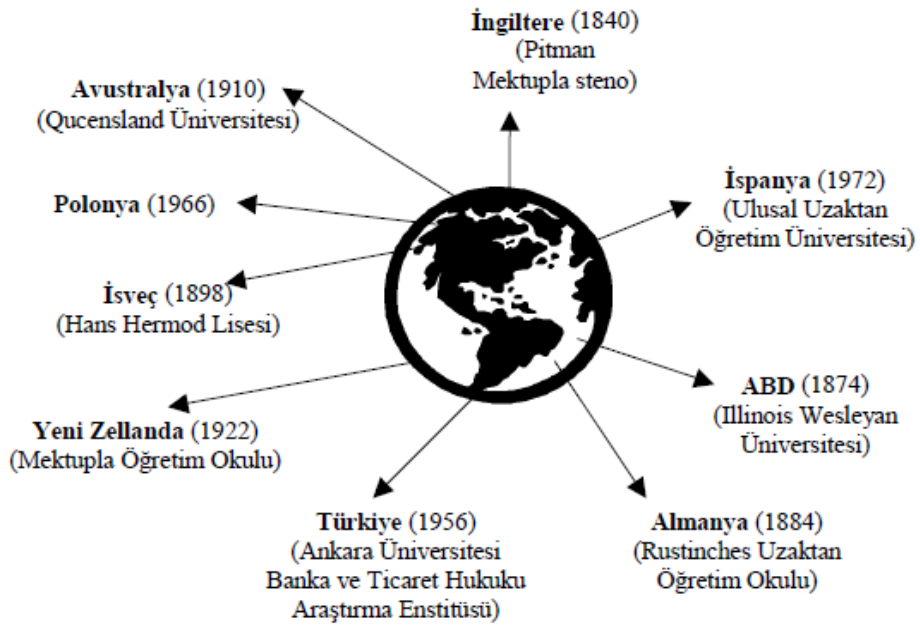 İngiltere (1840)
(Pitman
Mektupla steno)
Avustralya (1910)
(Qucensland Üniversitesi)
Polonya (1966)
İspanya (1972)
(Ulusal Uzaktan
Öğretim Üniversitesi)
İsveç (1898)
(Hans Hermod Lisesi)
ABD (1874)
(Illinois Wesleyan
Üniversitesi)
Yeni Zellanda (1922)
(Mektupla Öğretim Okulu)
Türkiye (1956)
(Ankara Üniversitesi
Banka ve Ticaret Hukuku
Araştırma Enstitüsü)
Almanya (1884)
(Rustinches Uzaktan
Öğretim Okulu)